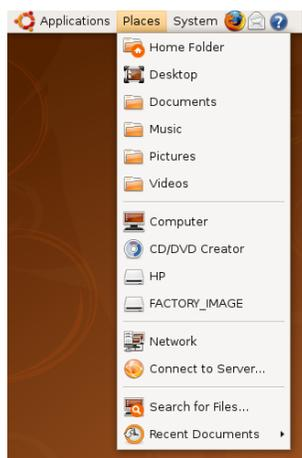 Applications Places System
Home Folder
Desktop
Documents
Music
Pictures
Videos
Computer
CD/DVD Creator
HP
FACTORY_IMAGE
Network
Connect to Server...
Search for Files...
Recent Documents